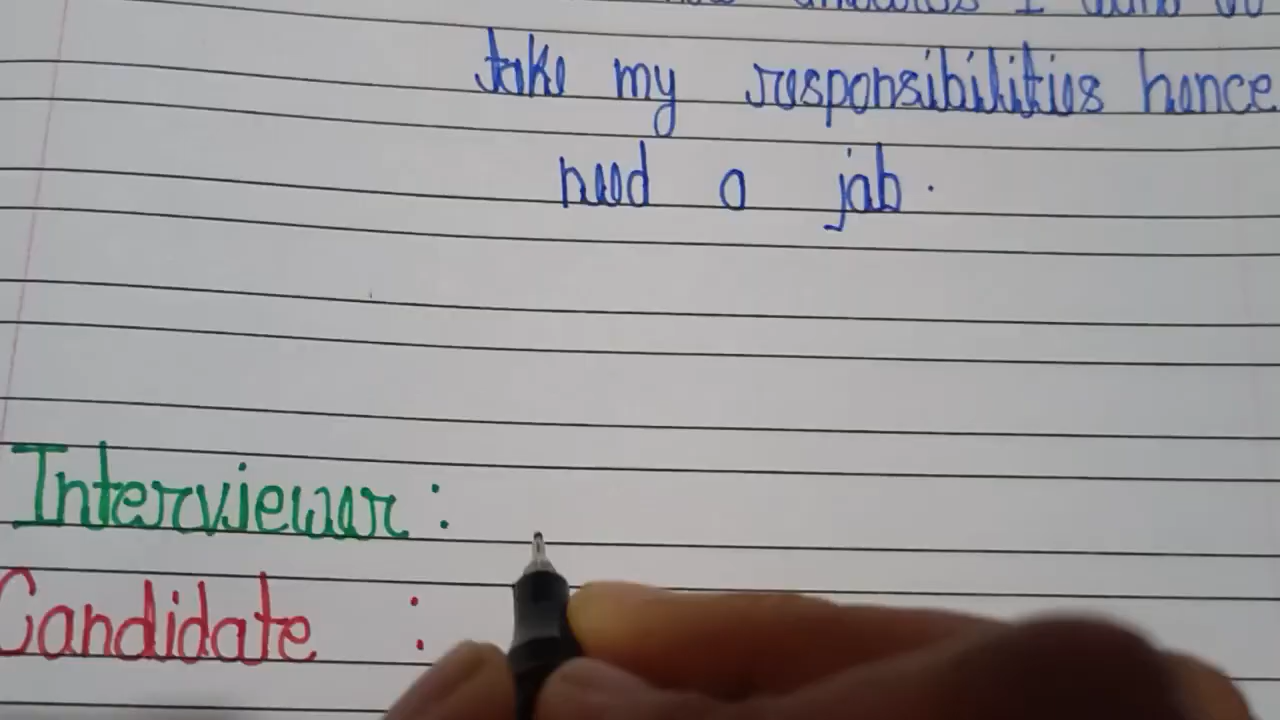 I
take my responsibilities hence
need a job.
Interviewer :
Candidate :